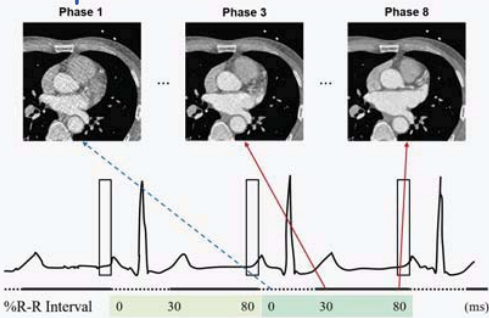 Phase 1 Phase 3 Phase 8
... ...
%R-R Interval 0 30 80 0 30 80 (ms)